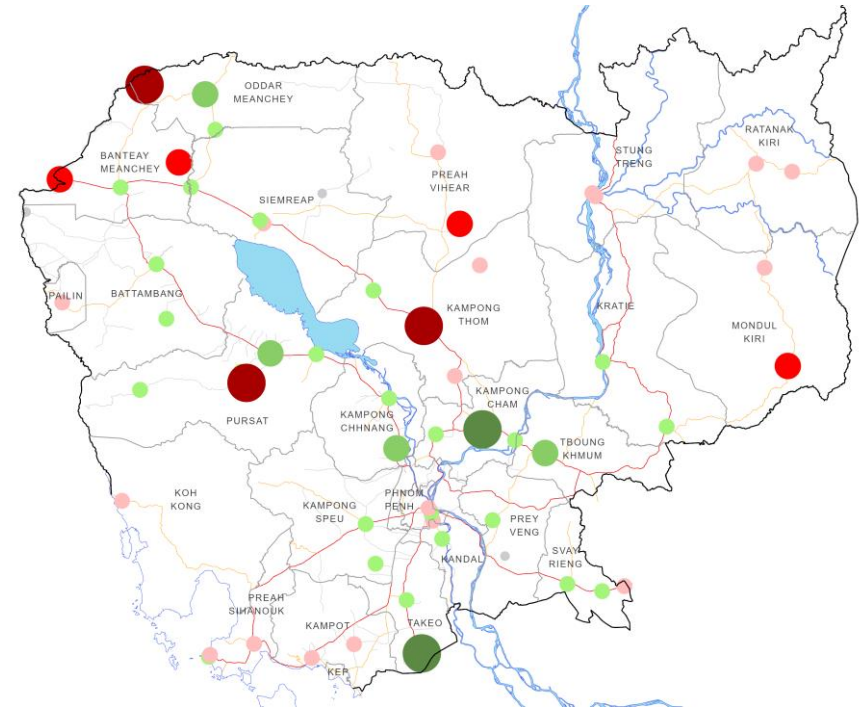 ODDAR
MEANCHEY
RATANAK
KIRI
STUNG
TRENG
BANTEAY
MEANCHEY
PREAH
VIHEAR
SIEMREAP
PAILIN
BATTAMBANG
KAMPONG
THOM
KRATIE
MONDUL
KIRI
PURSAT
KAMPONG
CHAM
KAMPONG
CHHNANG
TBOUNG
KHMUM
KOH
KONG
KAMPONG
SPEU
PHNOM
PENH
PREY
VENG
KANDAL
SVAY
RIENG
PREAH
SIHANOUK
KAMPOT
TAKEO
KEP